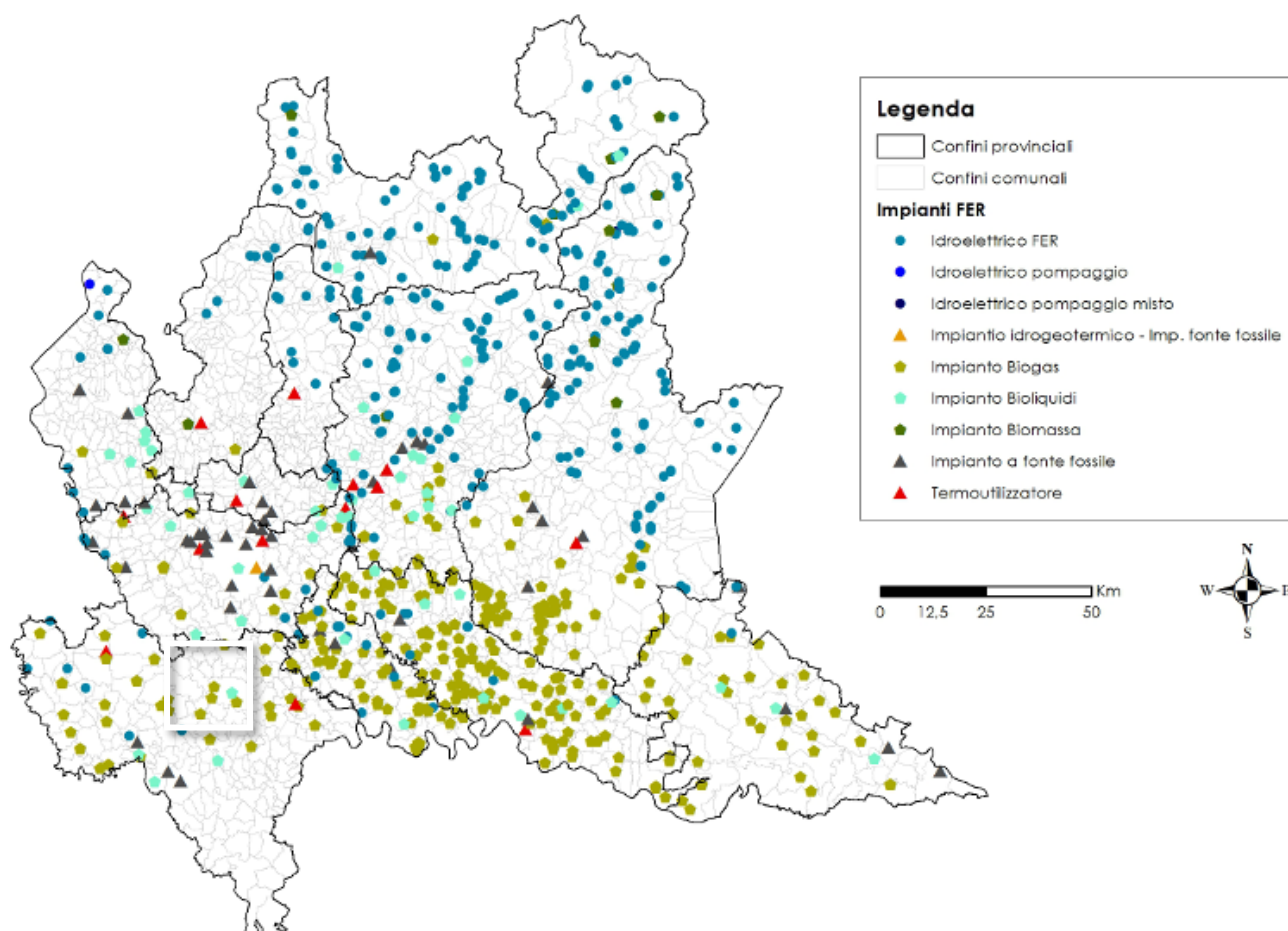 Legenda
Confini provinciali
Confini comunali
Impianti FER
Idroelettrico FER
Idroelettrico pompaggio
Idroelettrico pompaggio misto
Impiantio idrogeotermico - Imp. fonte fossile
Impianto Biogas
Impianto Bioliquidi
Impianto Biomassa
Impianto a fonte fossile
Termoutilizzatore
Km
0 12,5 25 50
N
W E
S